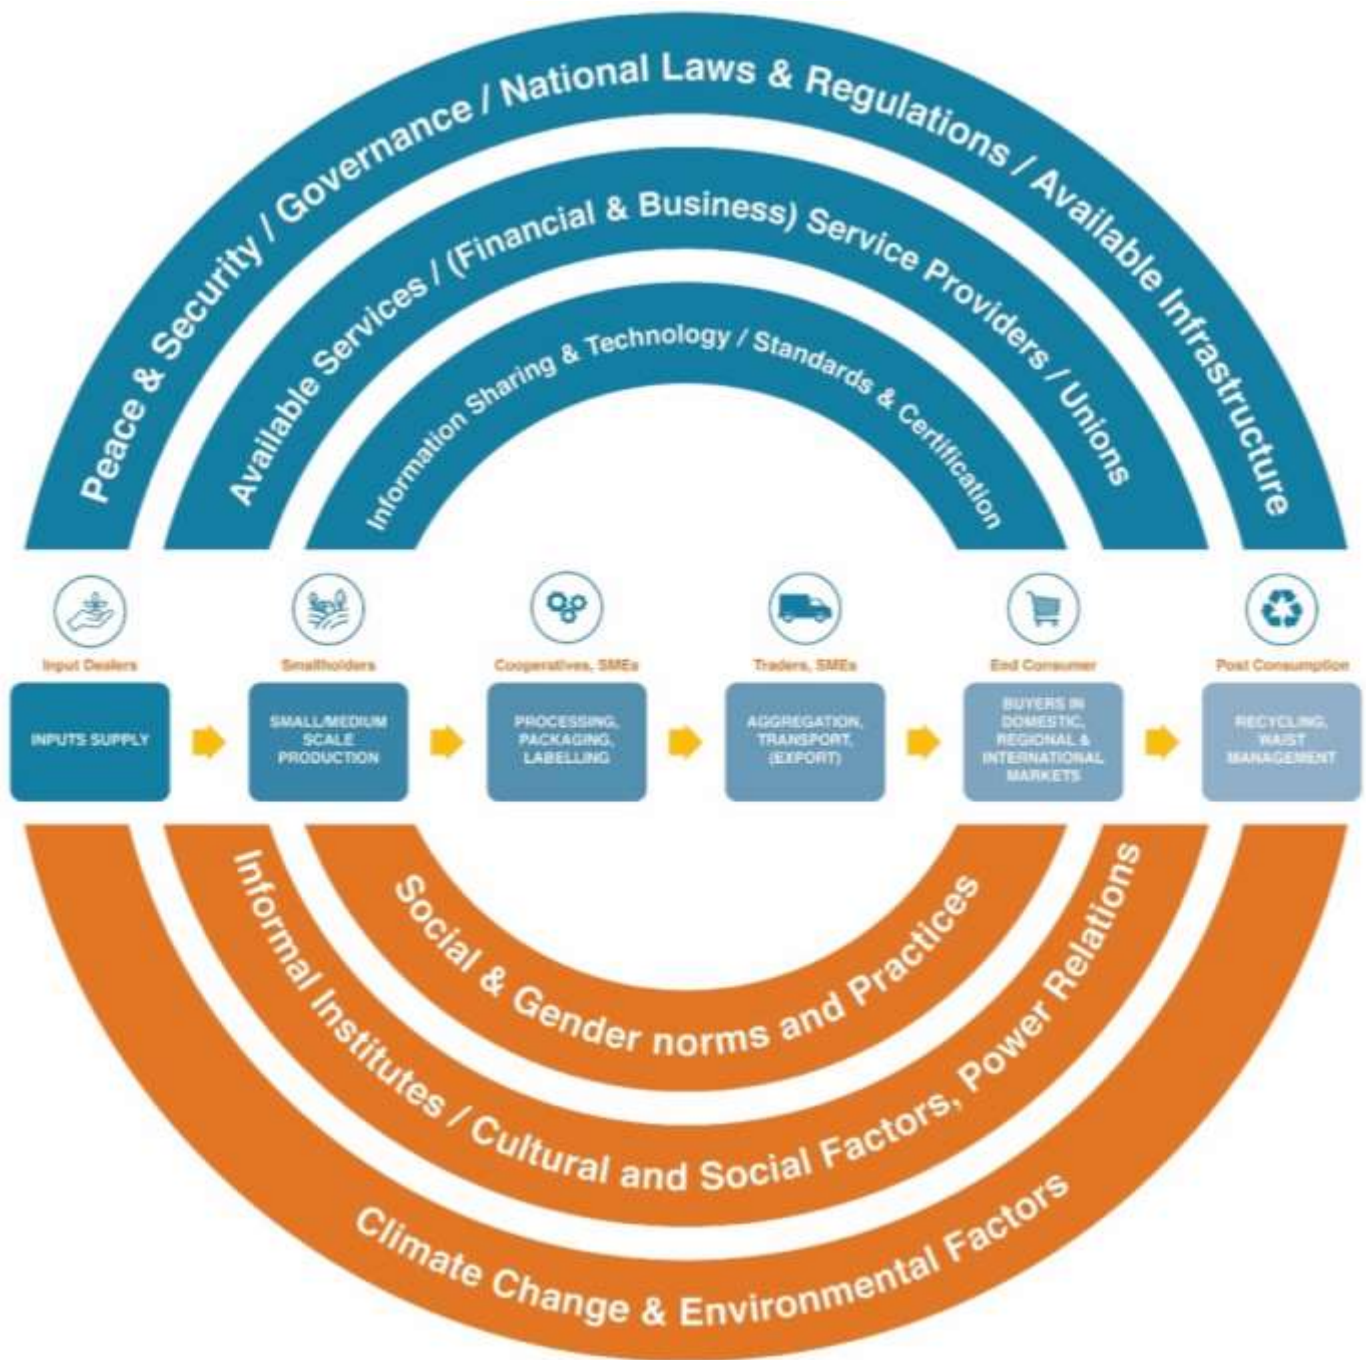 Peace & Security / Governance / National Laws & Regulations / Available Infrastructure
Available Services / (Financial & Business) Service Providers / Unions
Information Sharing & Technology / Standards & Certification
Input Dealers
Smallholders
Cooperatives, SMEs
Traders, SMEs
End Consumer
Post Consumption
INPUTS SUPPLY
SMALL/MEDIUM
SCALE
PRODUCTION
PROCESSING,
PACKAGING,
LABELLING
AGGREGATION,
TRANSPORT,
(EXPORT)
BUYERS IN
DOMESTIC,
REGIONAL &
INTERNATIONAL
MARKETS
RECYCLING,
WAIST
MANAGEMENT
Social & Gender norms and Practices
Informal Institutes / Cultural and Social Factors, Power Relations
Climate Change & Environmental Factors